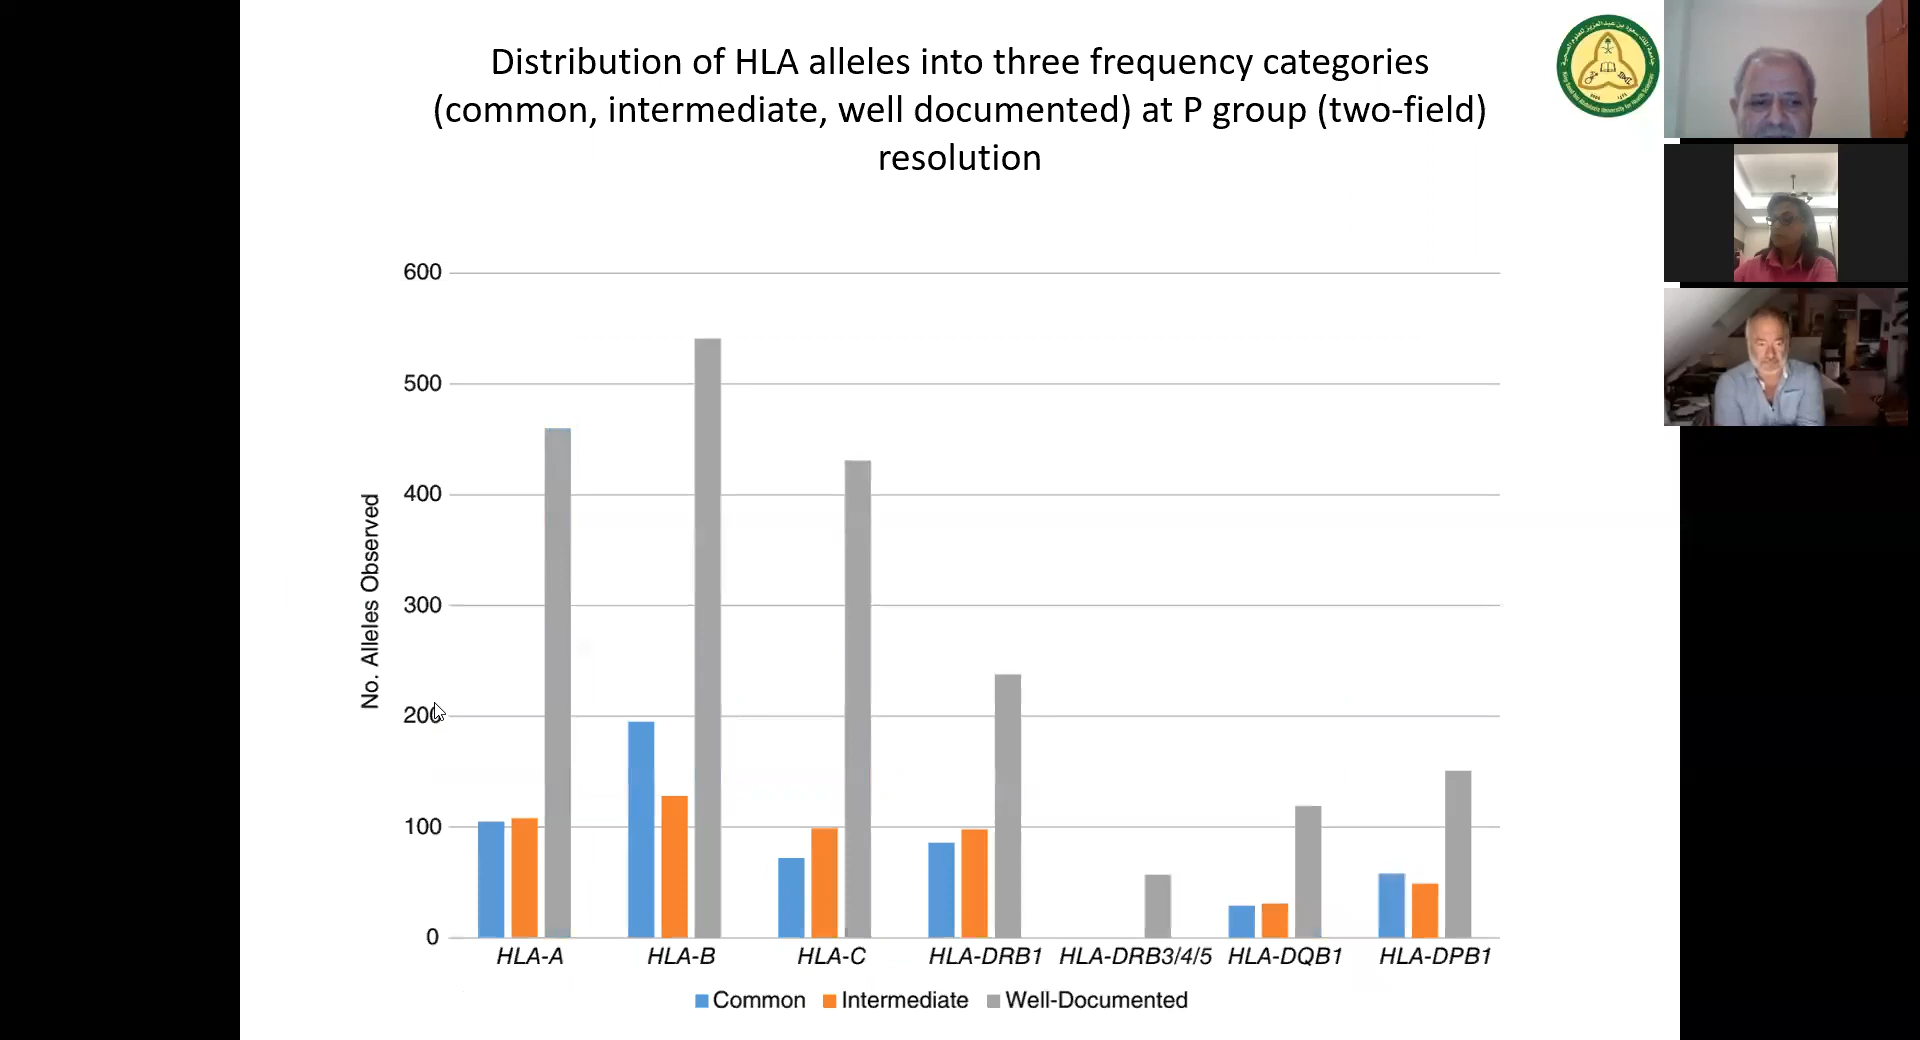 Distribution of HLA alleles into three frequency categories
(common, intermediate, well documented) at P group (two-field)
resolution
No. Alleles Observed
600
500
400
300
200
100
0
HLA-A HLA-B HLA-C HLA-DRB1 HLA-DRB3/4/5 HLA-DQB1 HLA-DPB1
Common Intermediate Well-Documented